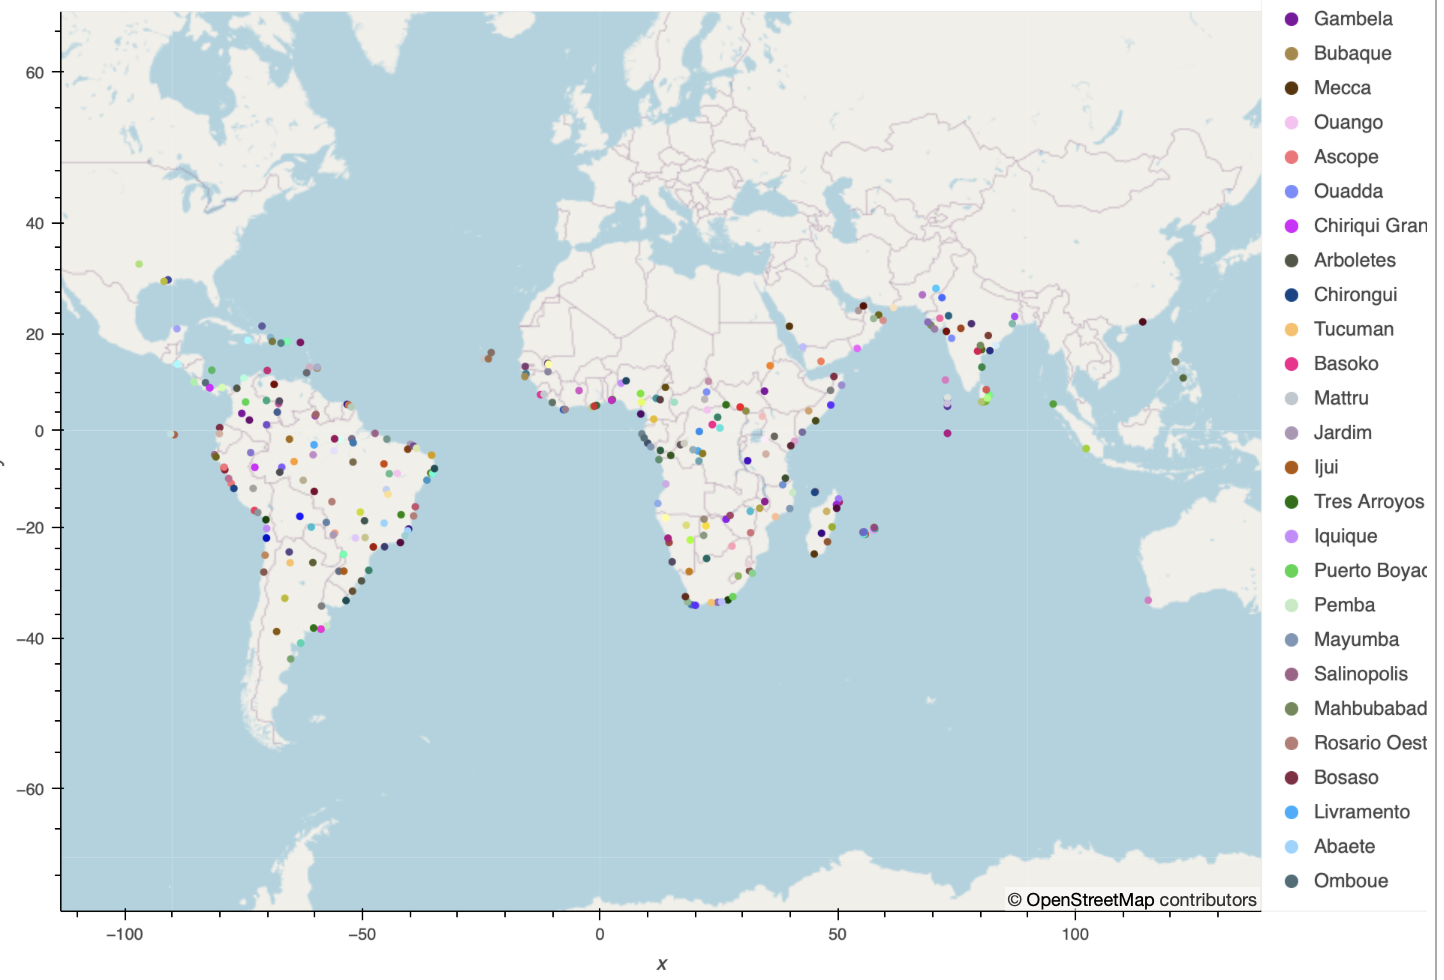 60
40
20
0
−20
−40
−60
−100
−50
0
50
100
x
© OpenStreetMap contributors
Gambela
Bubaque
Mecca
Ouango
Ascope
Ouadda
Chiriqui Gran
Arboletes
Chirongui
Tucuman
Basoko
Mattru
Jardim
Ijui
Tres Arroyos
Iquique
Puerto Boyac
Pemba
Mayumba
Salinopolis
Mahbubabad
Rosario Oest
Bosaso
Livramento
Abaete
Omboue